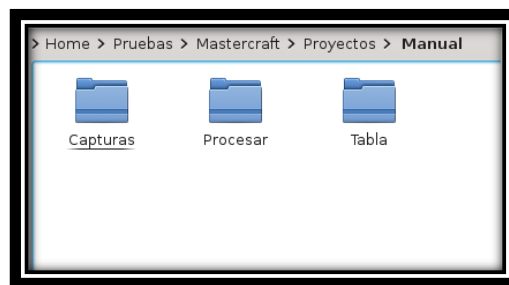 > Home > Pruebas > Mastercraft > Proyectos > Manual
Capturas Procesar Tabla